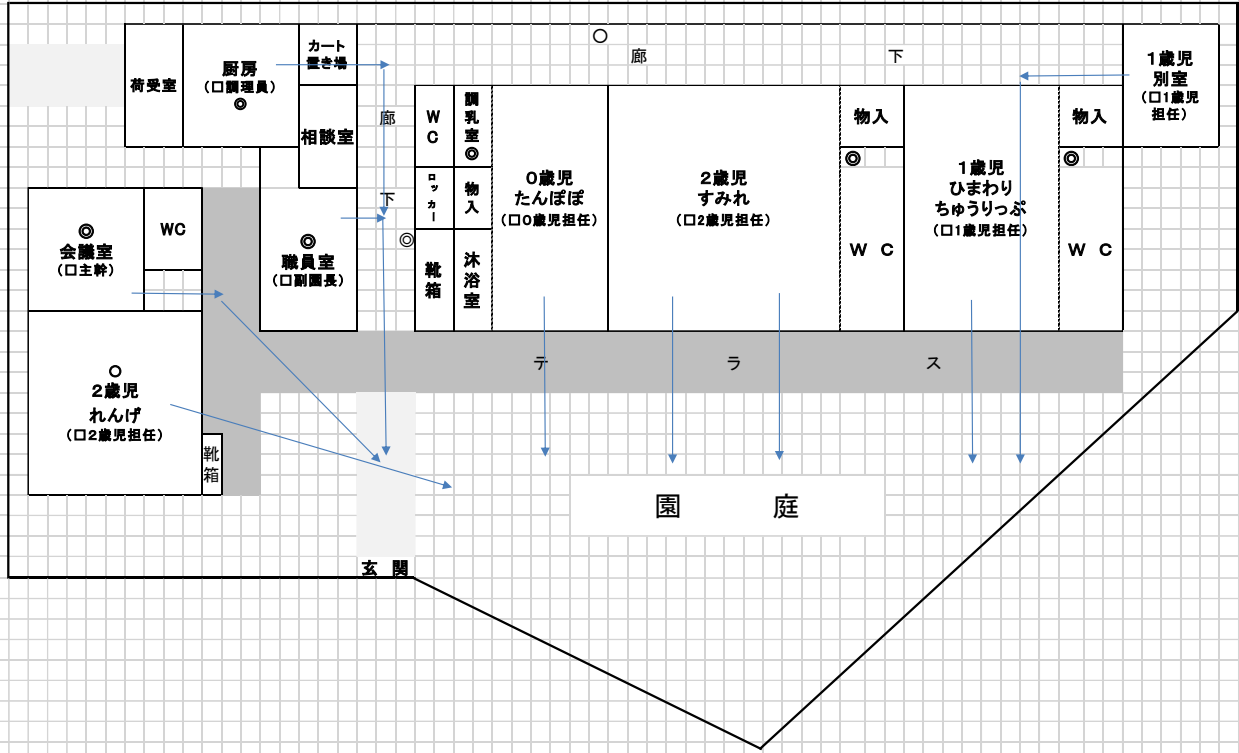 ○
廊　下
カート
置き場
荷受室
厨房
（□調理員）
◎
相談室
廊
下
◎
WC
調乳室◎
ロッカー
物入
靴箱
沐浴室
0歳児
たんぽぽ
（□0歳児担任）
2歳児
すみれ
（□2歳児担任）
物入
◎
W C
1歳児
ひまわり
ちゅうりっぷ
（□1歳児担任）
物入
◎
W C
1歳児
別室
（□1歳児
担任）
◎
会議室
（□主幹）
WC
◎
職員室
（□副園長）
○
2歳児
れんげ
（□2歳児担任）
靴箱
テ　ラ　ス
園　庭
玄　関